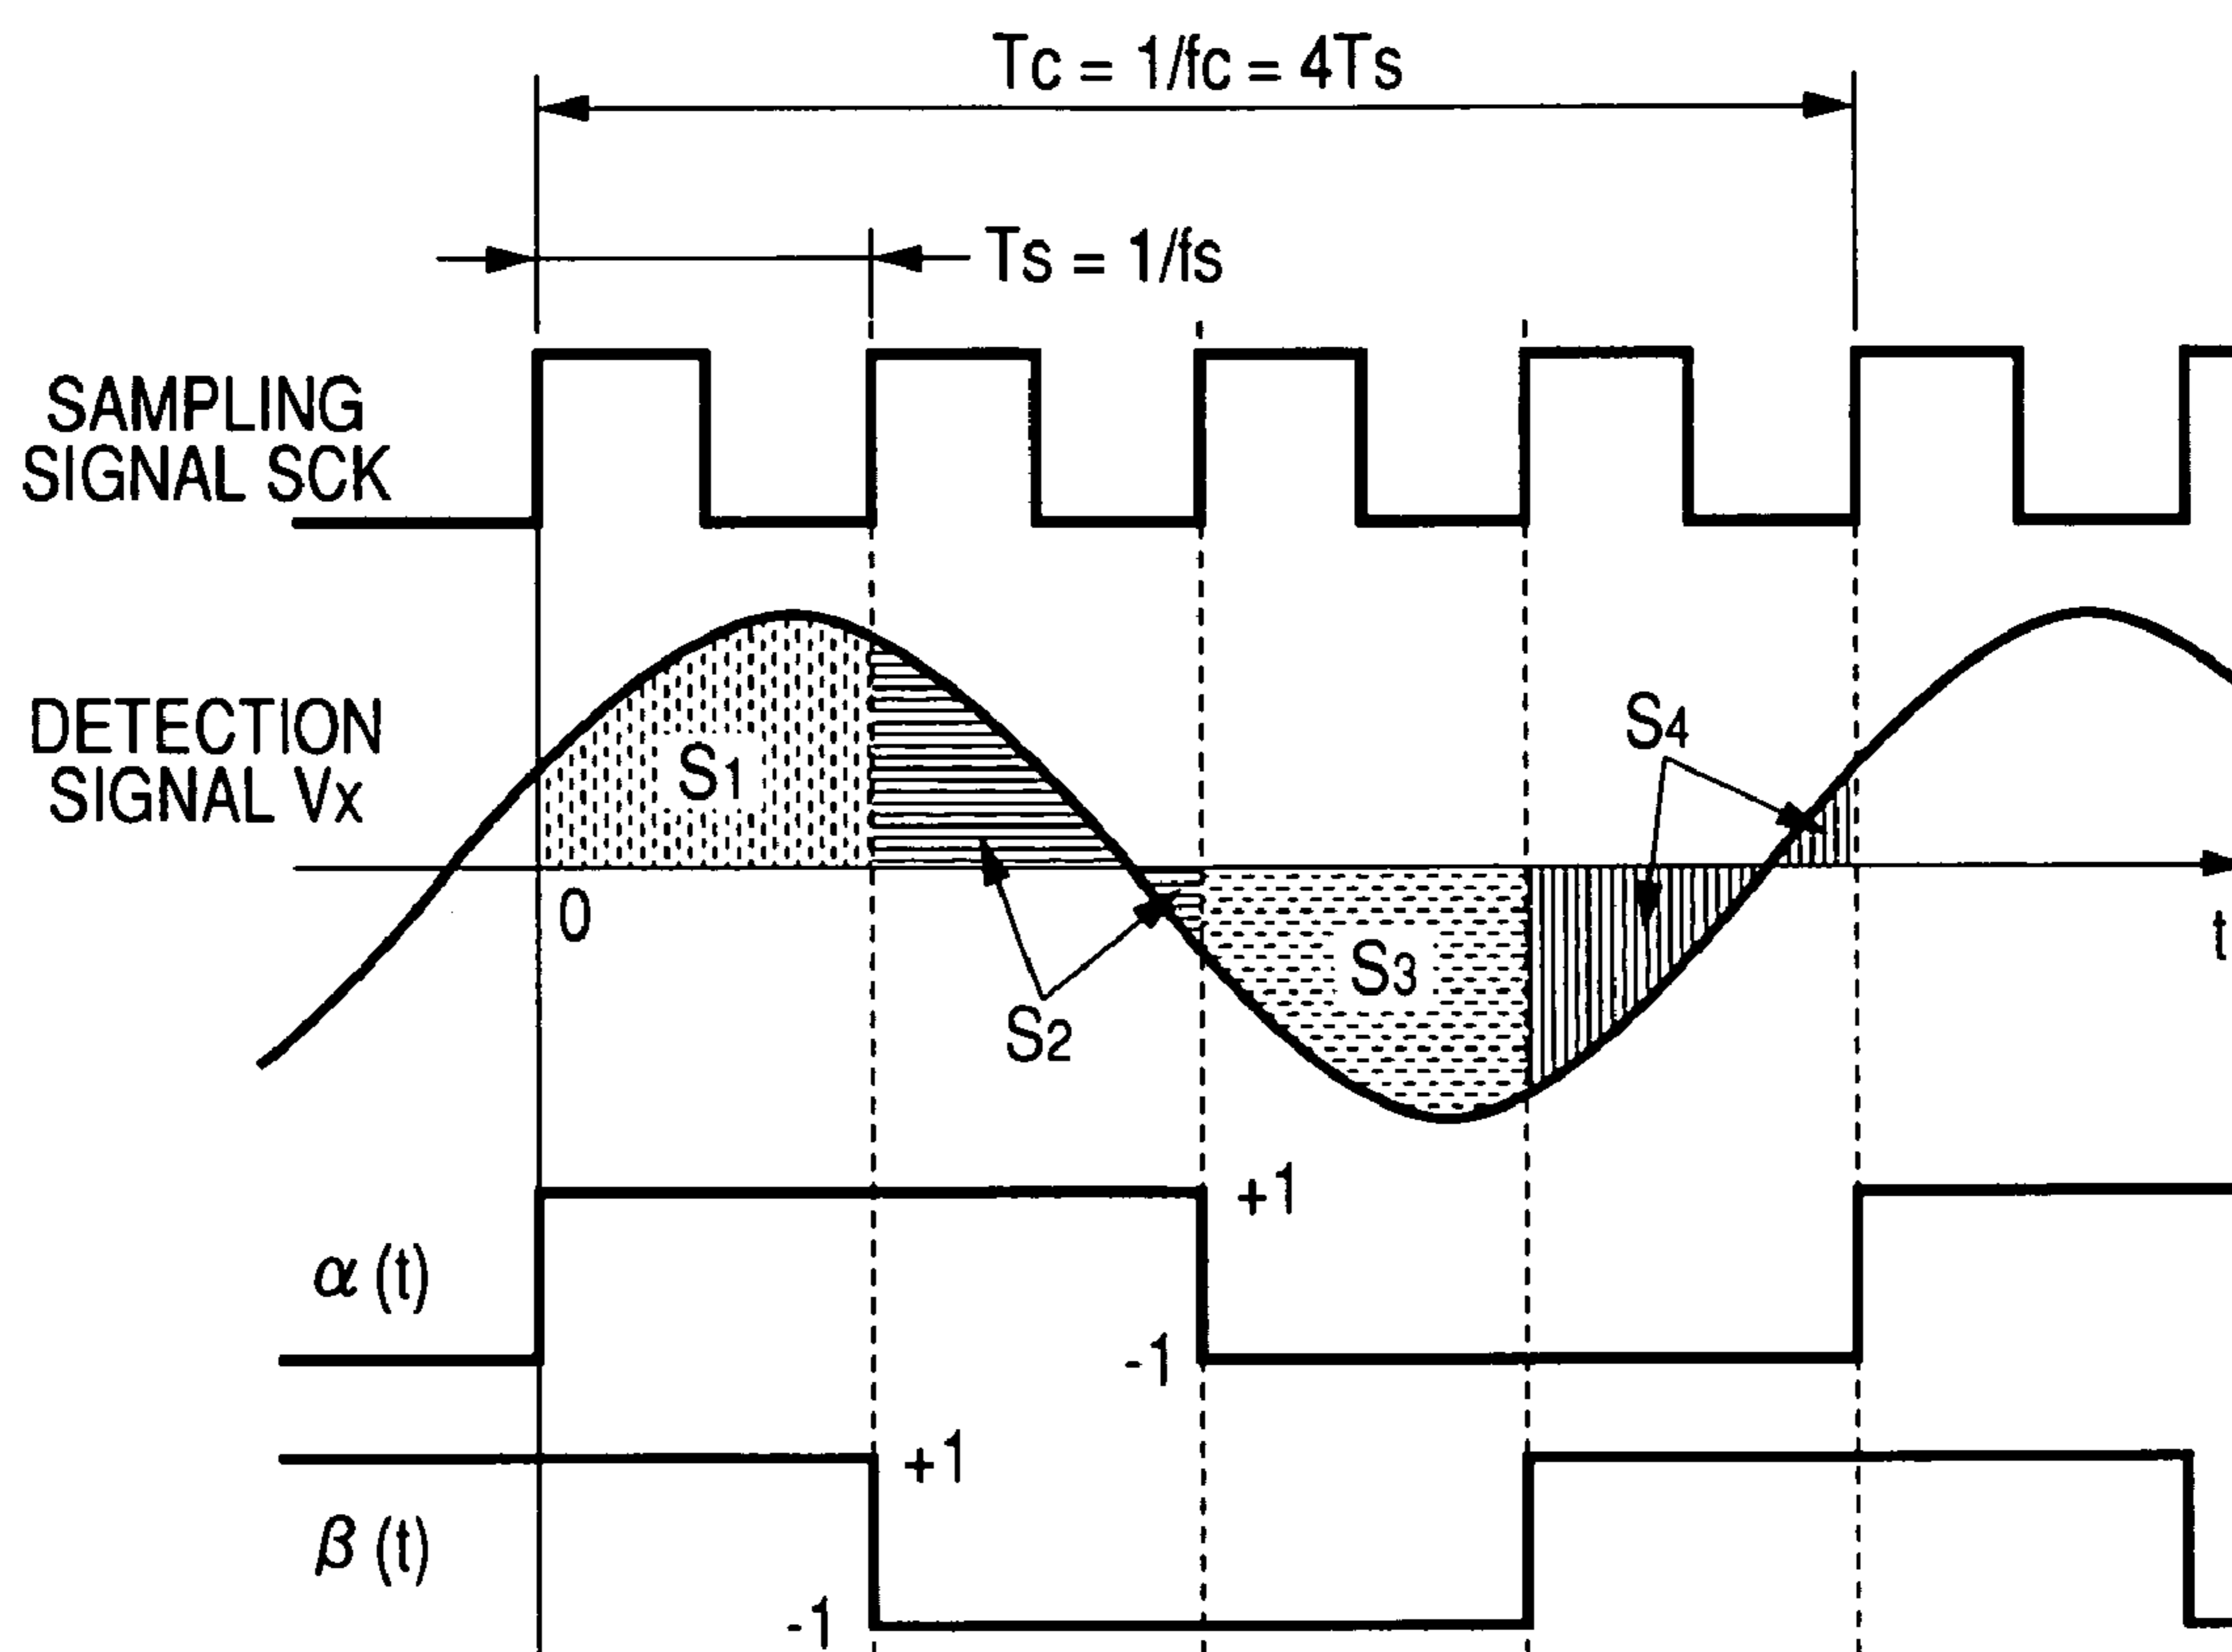 Tc = 1/fc = 4Ts
Ts = 1/fs
SAMPLING
SIGNAL SCK
DETECTION
SIGNAL Vx
S1
S4
0
t
S3
S2
+1
α (t)
-1
+1
β (t)
-1